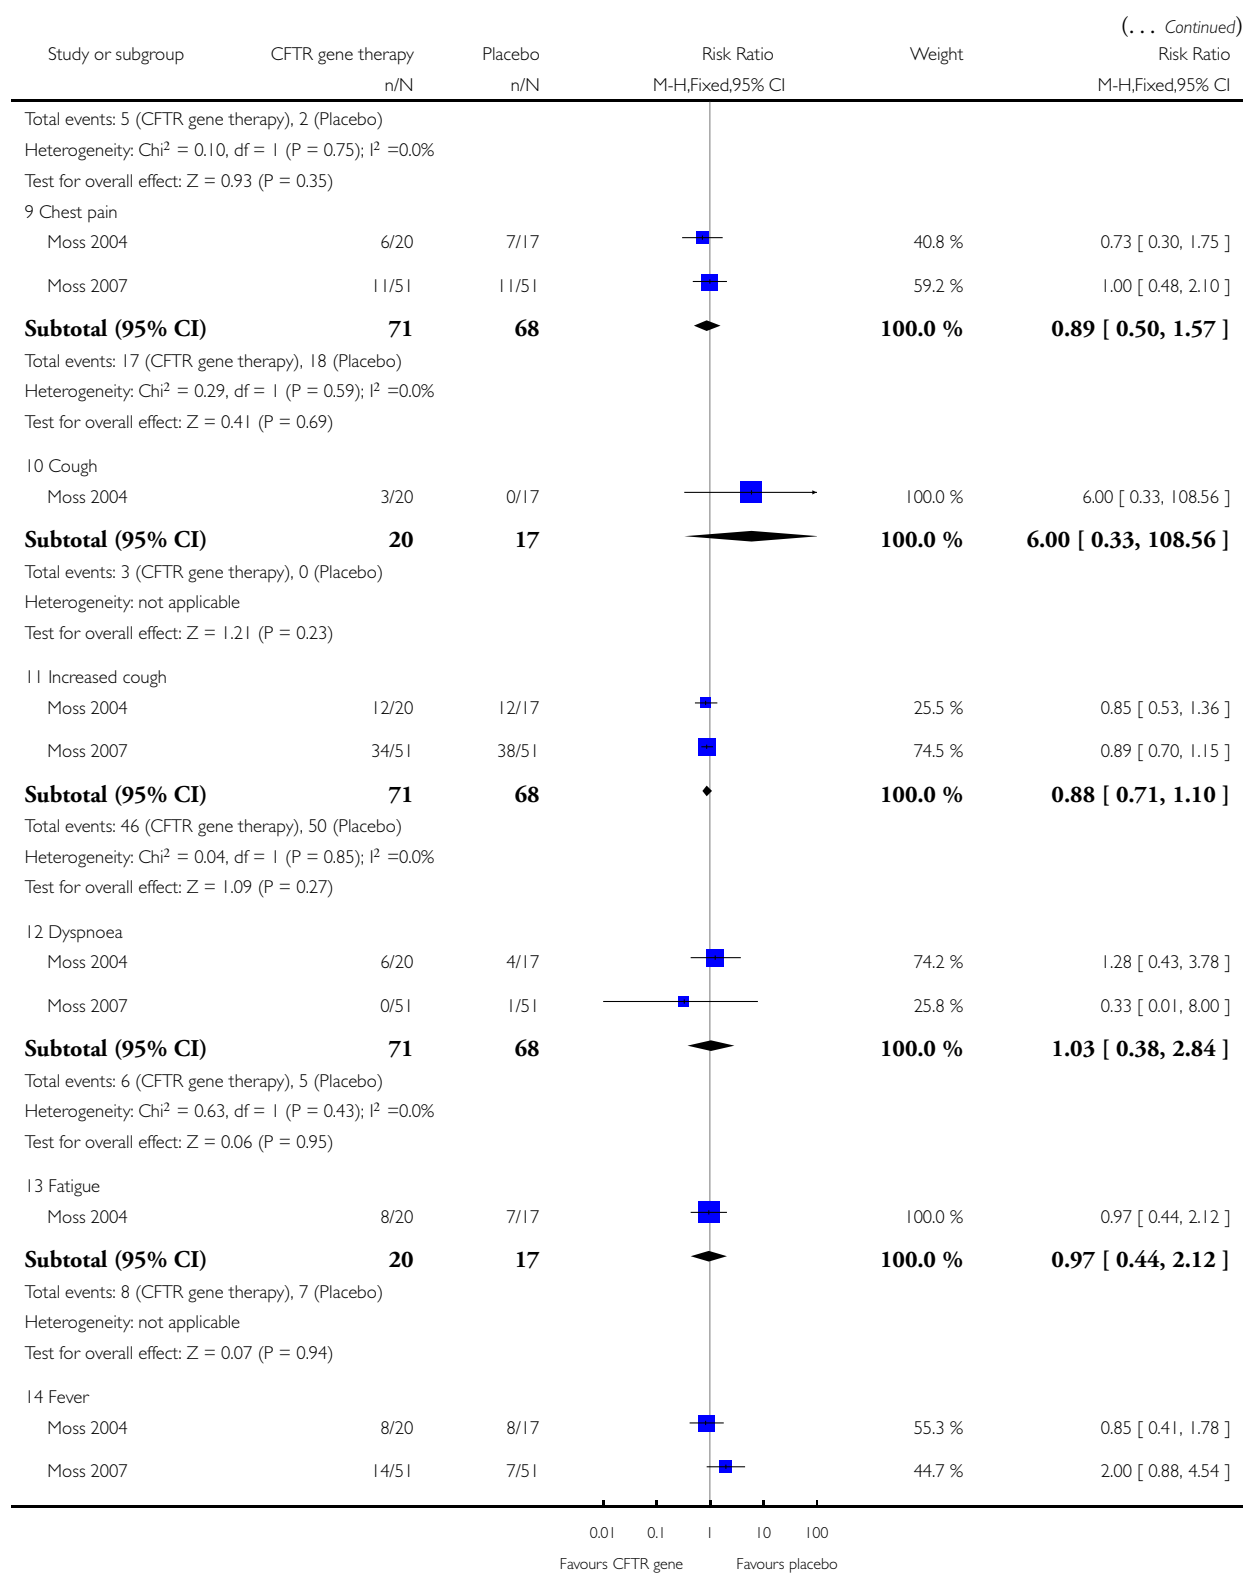 (... Continued)
Study or subgroup CFTR gene therapy Placebo Risk Ratio Weight Risk Ratio
n/N n/N M-H,Fixed,95% CI M-H,Fixed,95% CI
Total events: 5 (CFTR gene therapy), 2 (Placebo)
Heterogeneity: Chi² = 0.10, df = 1 (P = 0.75); I² =0.0%
Test for overall effect: Z = 0.93 (P = 0.35)
9 Chest pain
Moss 2004 6/20 7/17 40.8 % 0.73 [ 0.30, 1.75 ]
Moss 2007 11/51 11/51 59.2 % 1.00 [ 0.48, 2.10 ]
Subtotal (95% CI) 71 68 100.0 % 0.89 [ 0.50, 1.57 ]
Total events: 17 (CFTR gene therapy), 18 (Placebo)
Heterogeneity: Chi² = 0.29, df = 1 (P = 0.59); I² =0.0%
Test for overall effect: Z = 0.41 (P = 0.69)
10 Cough
Moss 2004 3/20 0/17 100.0 % 6.00 [ 0.33, 108.56 ]
Subtotal (95% CI) 20 17 100.0 % 6.00 [ 0.33, 108.56 ]
Total events: 3 (CFTR gene therapy), 0 (Placebo)
Heterogeneity: not applicable
Test for overall effect: Z = 1.21 (P = 0.23)
11 Increased cough
Moss 2004 12/20 12/17 25.5 % 0.85 [ 0.53, 1.36 ]
Moss 2007 34/51 38/51 74.5 % 0.89 [ 0.70, 1.15 ]
Subtotal (95% CI) 71 68 100.0 % 0.88 [ 0.71, 1.10 ]
Total events: 46 (CFTR gene therapy), 50 (Placebo)
Heterogeneity: Chi² = 0.04, df = 1 (P = 0.85); I² =0.0%
Test for overall effect: Z = 1.09 (P = 0.27)
12 Dyspnoea
Moss 2004 6/20 4/17 74.2 % 1.28 [ 0.43, 3.78 ]
Moss 2007 0/51 1/51 25.8 % 0.33 [ 0.01, 8.00 ]
Subtotal (95% CI) 71 68 100.0 % 1.03 [ 0.38, 2.84 ]
Total events: 6 (CFTR gene therapy), 5 (Placebo)
Heterogeneity: Chi² = 0.63, df = 1 (P = 0.43); I² =0.0%
Test for overall effect: Z = 0.06 (P = 0.95)
13 Fatigue
Moss 2004 8/20 7/17 100.0 % 0.97 [ 0.44, 2.12 ]
Subtotal (95% CI) 20 17 100.0 % 0.97 [ 0.44, 2.12 ]
Total events: 8 (CFTR gene therapy), 7 (Placebo)
Heterogeneity: not applicable
Test for overall effect: Z = 0.07 (P = 0.94)
14 Fever
Moss 2004 8/20 8/17 55.3 % 0.85 [ 0.41, 1.78 ]
Moss 2007 14/51 7/51 44.7 % 2.00 [ 0.88, 4.54 ]
0.01 0.1 1 10 100
Favours CFTR gene Favours placebo